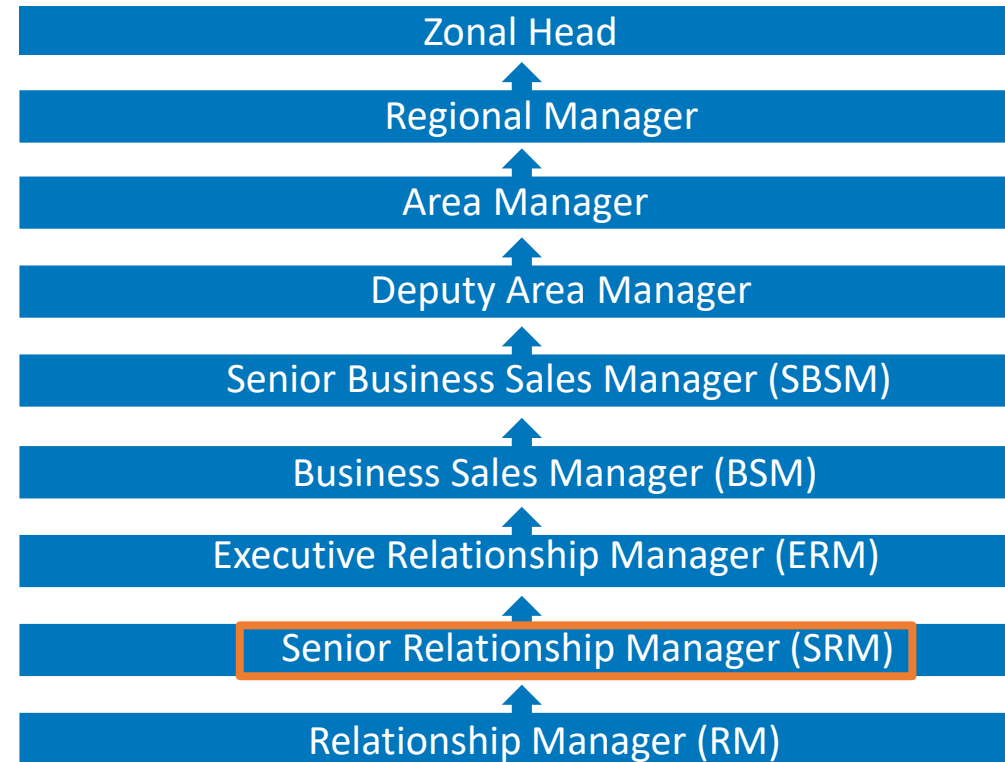 Zonal Head
Regional Manager
Area Manager
Deputy Area Manager
Senior Business Sales Manager (SBSM)
Business Sales Manager (BSM)
Executive Relationship Manager (ERM)
Senior Relationship Manager (SRM)
Relationship Manager (RM)